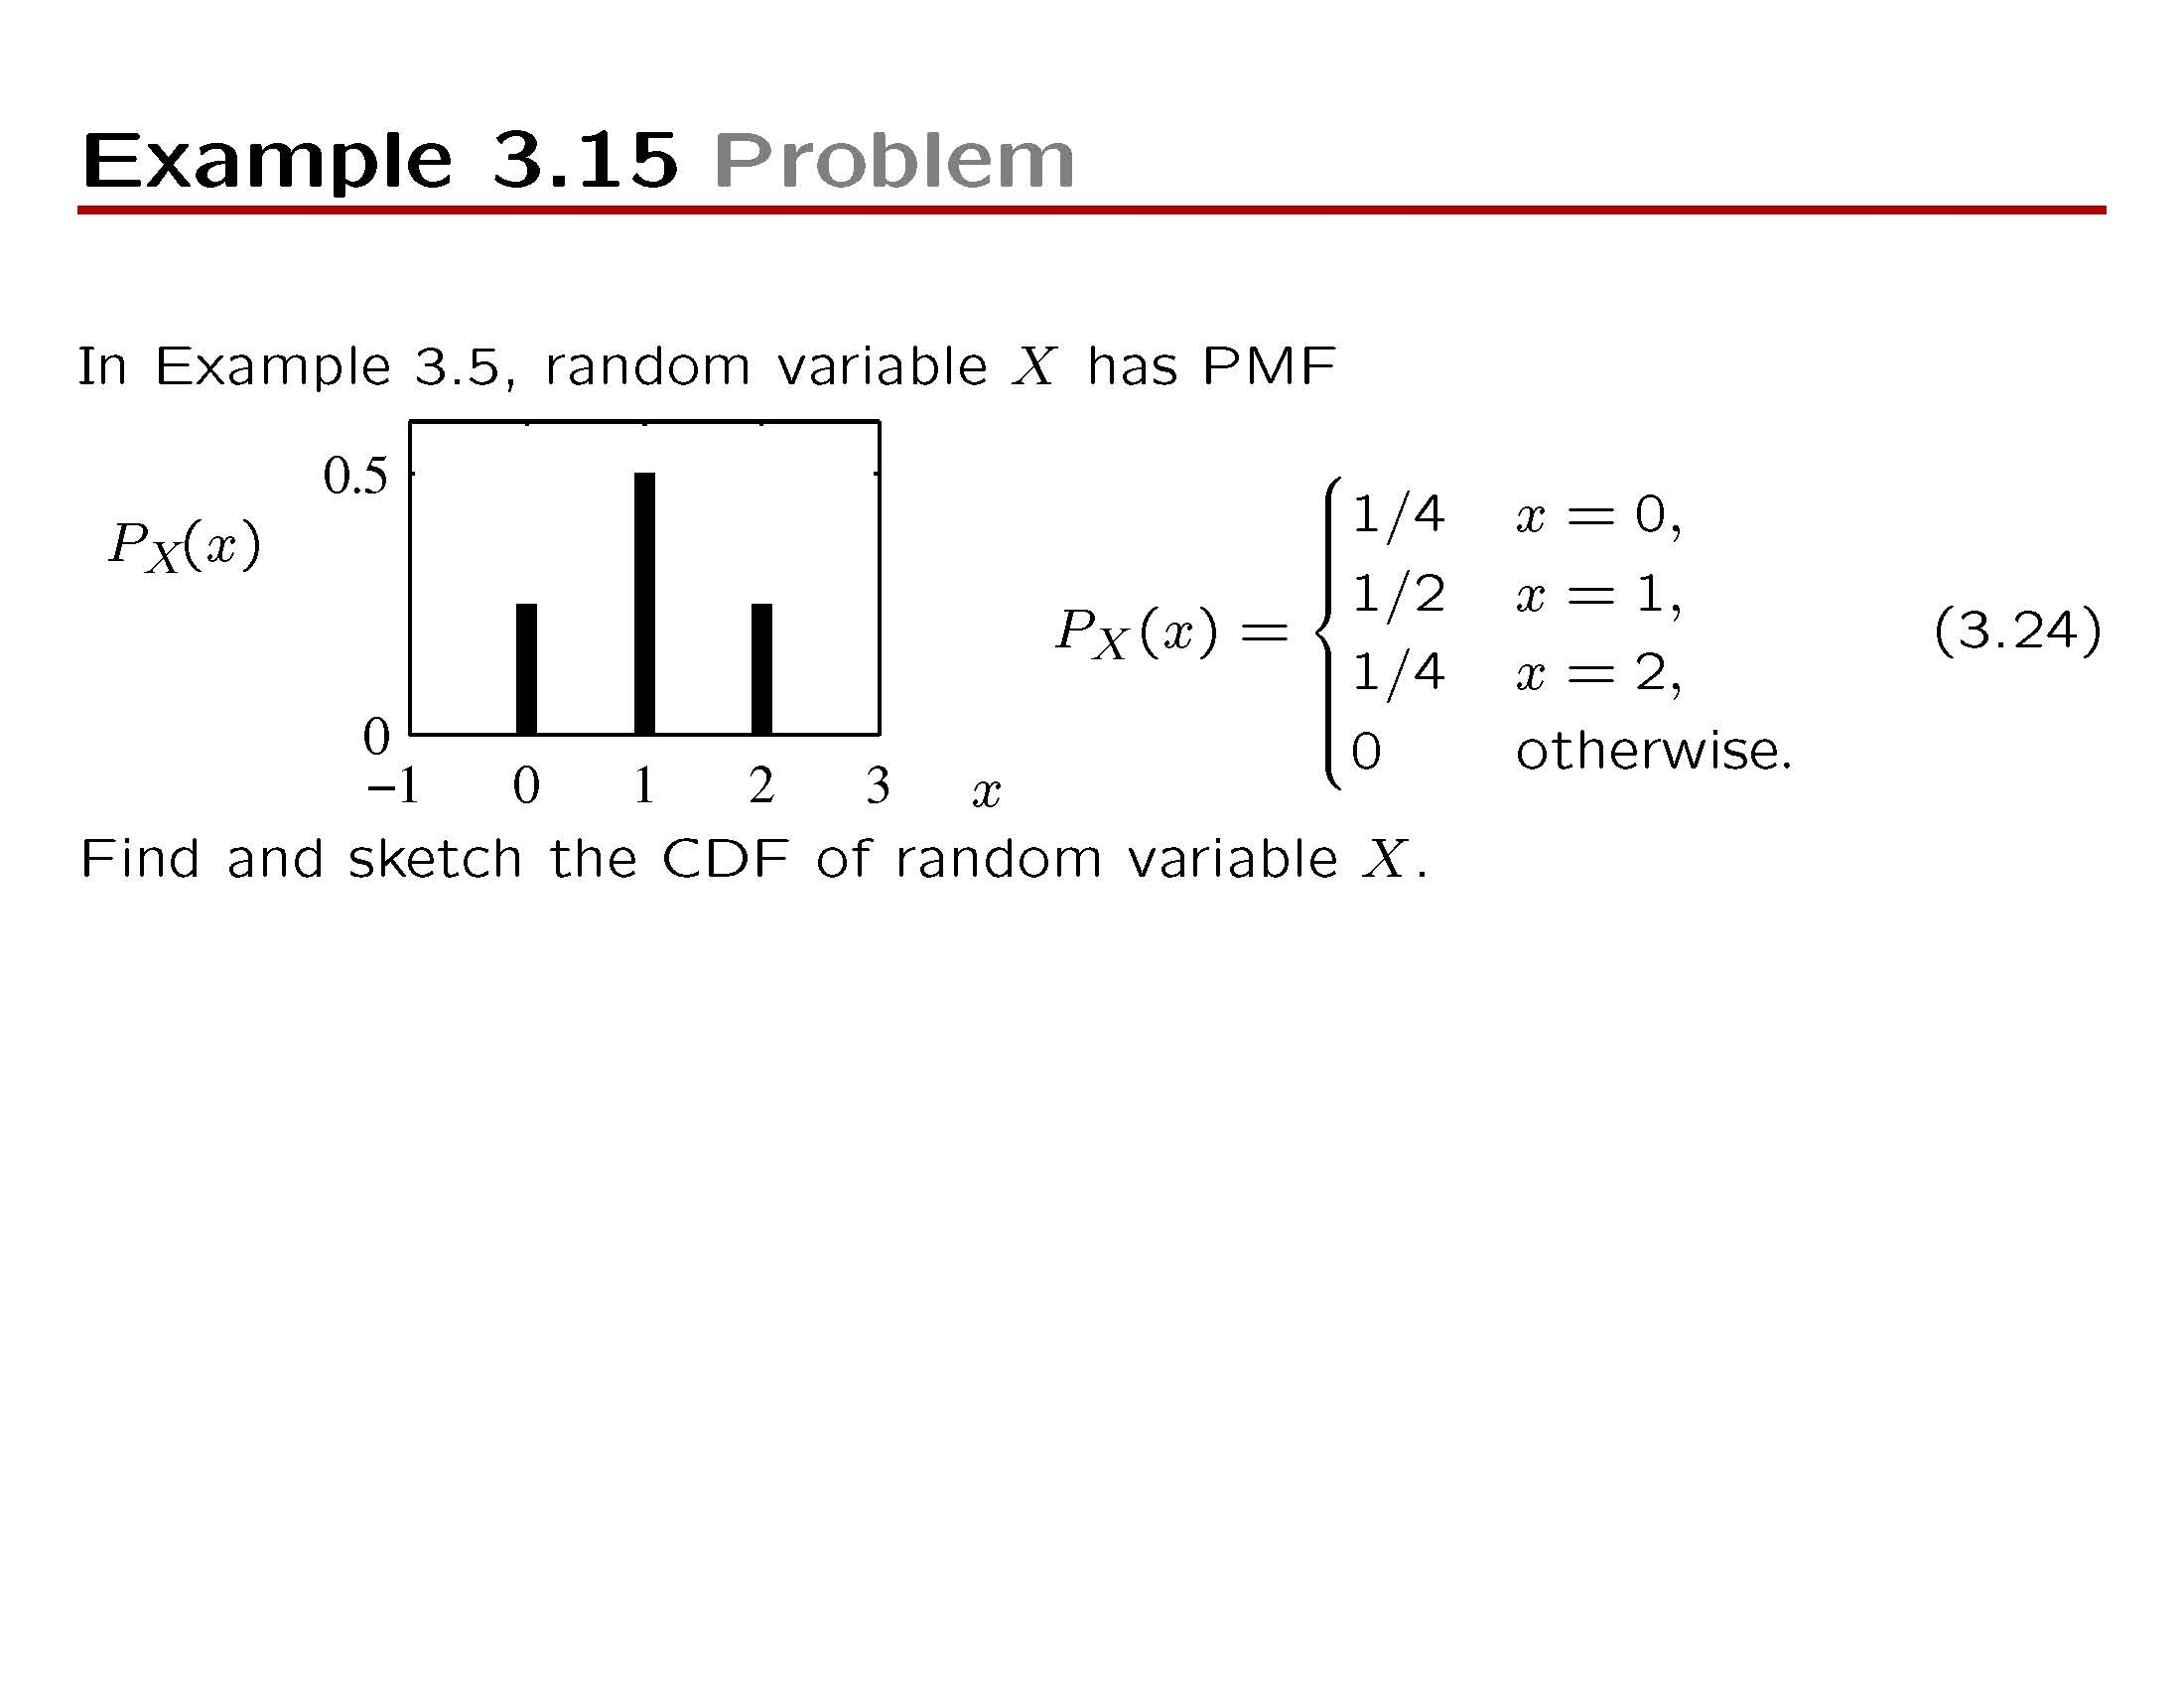 Example 3.15 Problem
In Example 3.5, random variable X has PMF
0.5
P_X(x)
0
−1 0 1 2 3 x
P_X(x) = { 1/4 x = 0,
1/2 x = 1,
1/4 x = 2,
0 otherwise.
(3.24)
Find and sketch the CDF of random variable X.